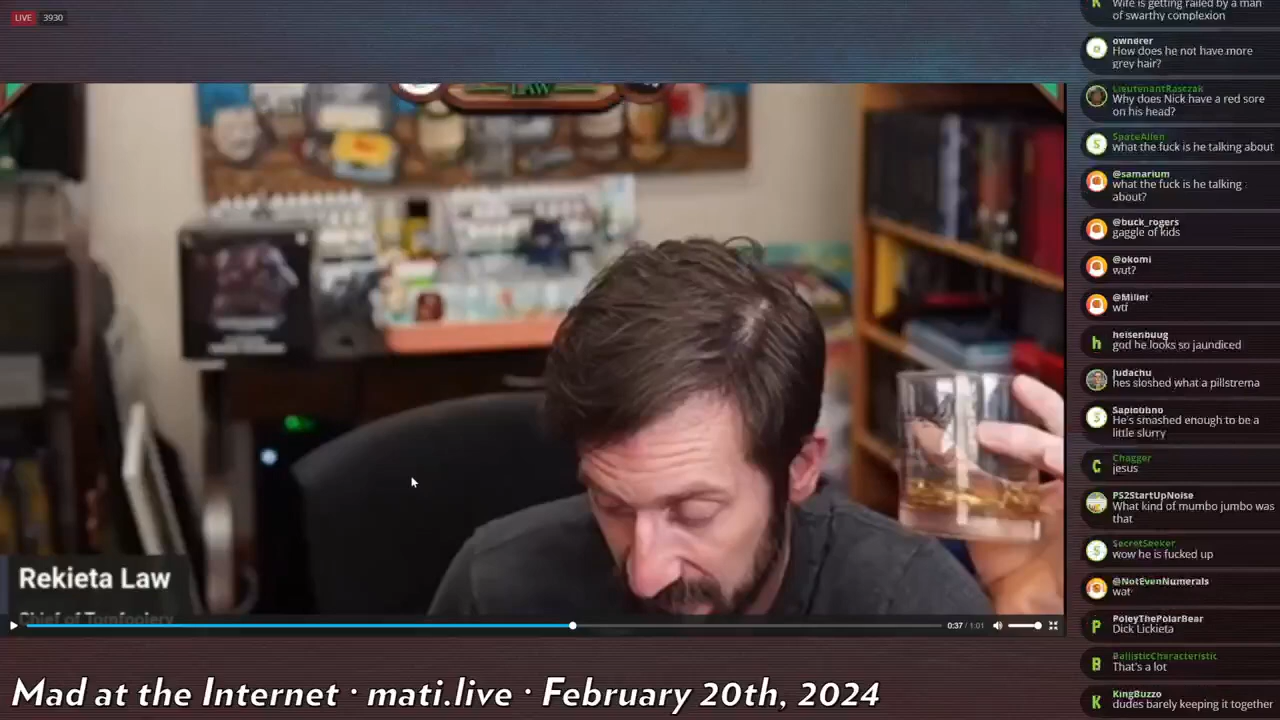 LIVE 3930
LAW
Rekieta Law
Chief of Tomfoolery
0:37 / 1:01
Mad at the Internet · mati.live · February 20th, 2024
Wife is getting railed by a man
of swarthy complexion
ownerer
How does he not have more
grey hair?
LieutenantRasczak
Why does Nick have a red sore
on his head?
SpateAlien
what the fuck is he talking about
@samarium
what the fuck is he talking
about?
@buck_rogers
gaggle of kids
@okomi
wut?
@Miller
wtf
heisenbuug
god he looks so jaundiced
Judachu
hes sloshed what a pillstema
He's smashed enough to be a
little slurry
Chagger
jesus
PS2StartUpNoise
What kind of mumbo jumbo was
that
SecretSeeker
wow he is fucked up
@NotEvenNumerals
wat
PoleyThePolarBear
Dick Lickieta
BallisticCharacteristic
That's a lot
KingBuzzo
dudes barely keeping it together